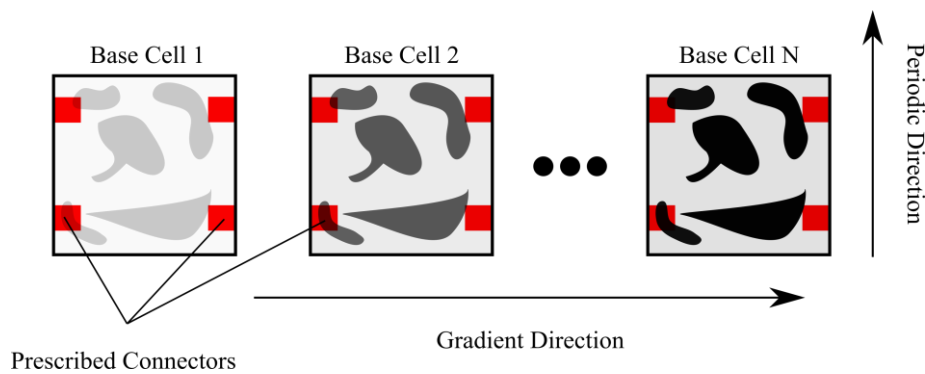 Base Cell 1
Base Cell 2
Base Cell N
Periodic Direction
Gradient Direction
Prescribed Connectors